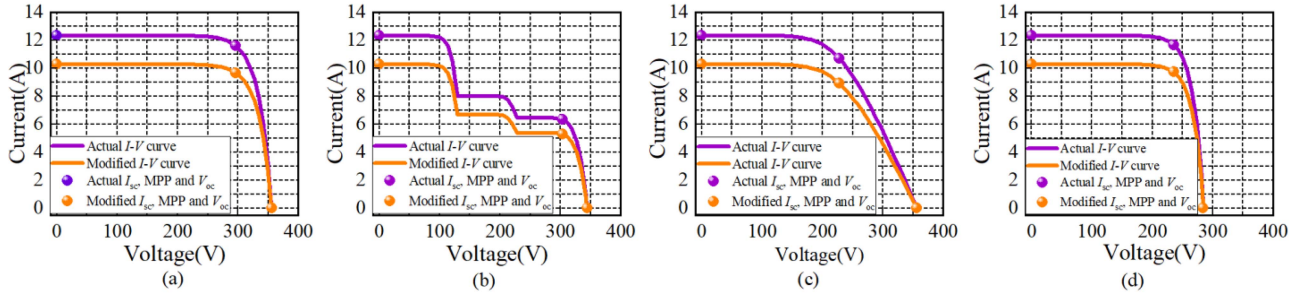 14
12
10
8
6
4
2
0
Current(A)
Actual I-V curve
Modified I-V curve
Actual Isc, MPP and Voc
Modified Isc, MPP and Voc
0 100 200 300 400
Voltage(V)
(a)
14
12
10
8
6
4
2
0
Current(A)
Actual I-V curve
Modified I-V curve
Actual Isc, MPP and Voc
Modified Isc, MPP and Voc
0 100 200 300 400
Voltage(V)
(b)
14
12
10
8
6
4
2
0
Current(A)
Actual I-V curve
Actual I-V curve
Actual Isc, MPP and Voc
Modified Isc, MPP and Voc
0 100 200 300 400
Voltage(V)
(c)
14
12
10
8
6
4
2
0
Current(A)
Actual I-V curve
Modified I-V curve
Actual Isc, MPP and Voc
Modified Isc, MPP and Voc
0 100 200 300 400
Voltage(V)
(d)